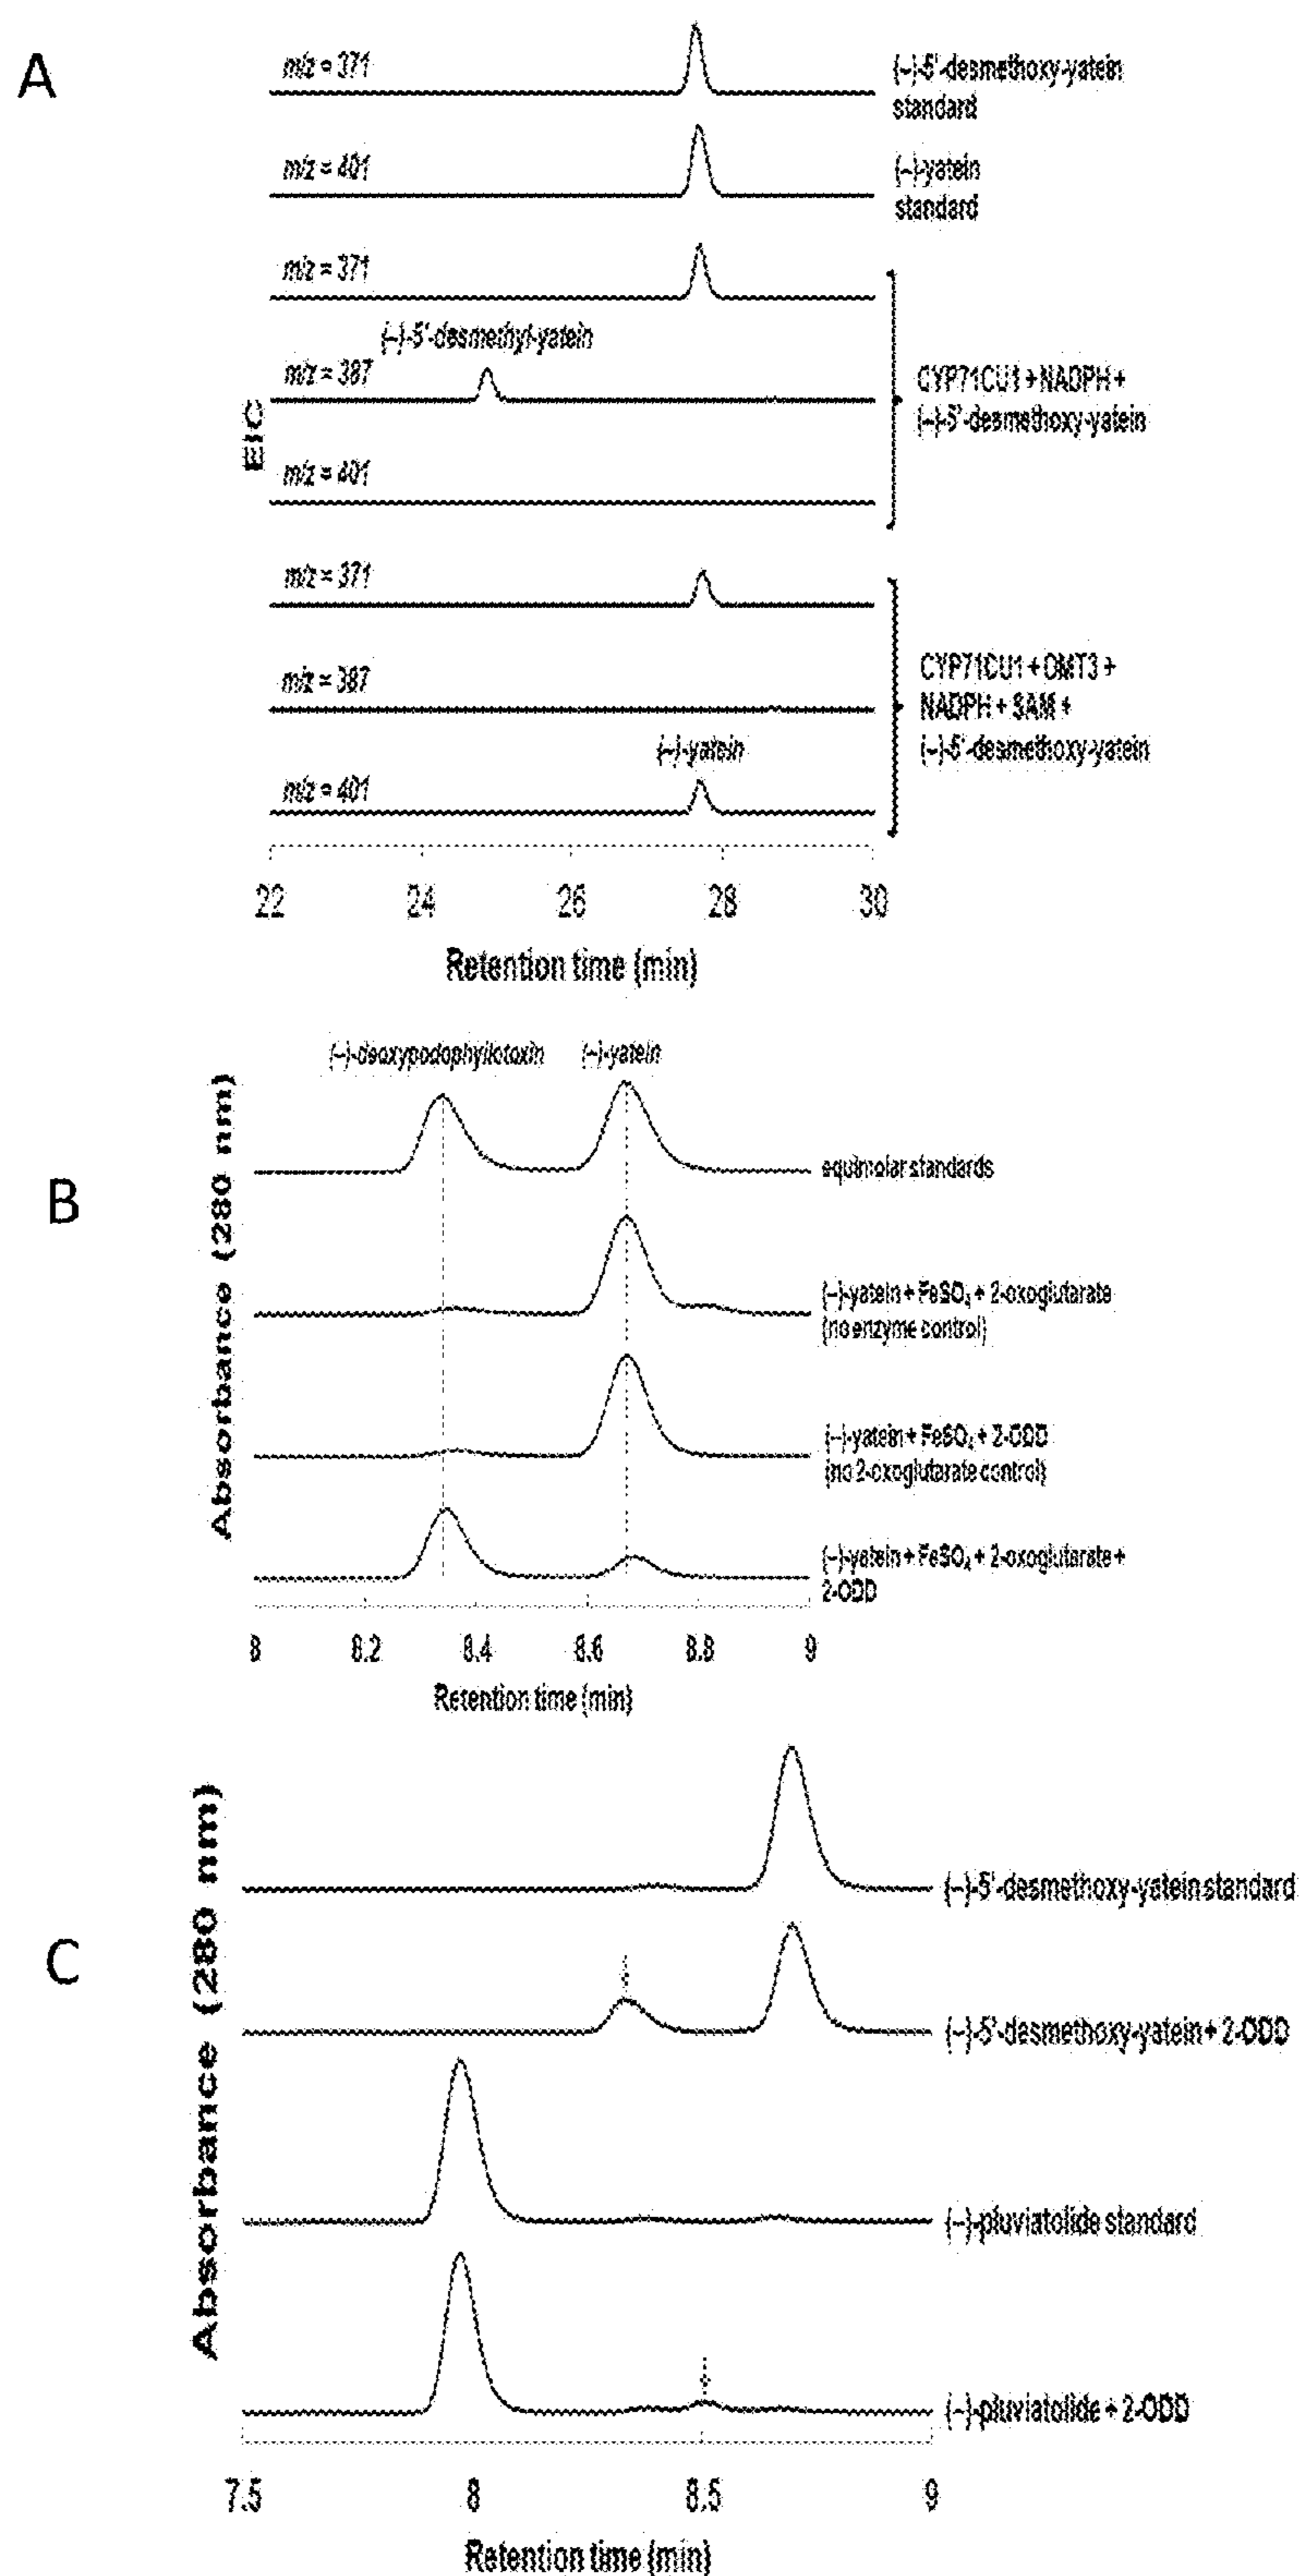 A
m/z = 371
(–)-5'-desmethoxy-yatein
standard
m/z = 401
(–)-yatein
standard
m/z = 371
(–)-5'-desmethyl-yatein
m/z = 387
CYP71CU1 + NADPH +
(–)-5'-desmethoxy-yatein
EIC
m/z = 401
m/z = 371
m/z = 387
CYP71CU1 + OMT3 +
NADPH + SAM +
(–)-5'-desmethoxy-yatein
(–)-yatein
m/z = 401
22 24 26 28 30
Retention time (min)
B
(–)-deoxypodophyllotoxin (–)-yatein
Absorbance (280 nm)
equimolar standards
(–)-yatein + FeSO₄ + 2-oxoglutarate
(no enzyme control)
(–)-yatein + FeSO₄ + 2-ODD
(no 2-oxoglutarate control)
(–)-yatein + FeSO₄ + 2-oxoglutarate +
2-ODD
8 8.2 8.4 8.6 8.8 9
Retention time (min)
C
Absorbance (280 nm)
(–)-5'-desmethoxy-yatein standard
(–)-5'-desmethoxy-yatein + 2-ODD
(–)-pluviatolide standard
(–)-pluviatolide + 2-ODD
7.5 8 8.5 9
Retention time (min)